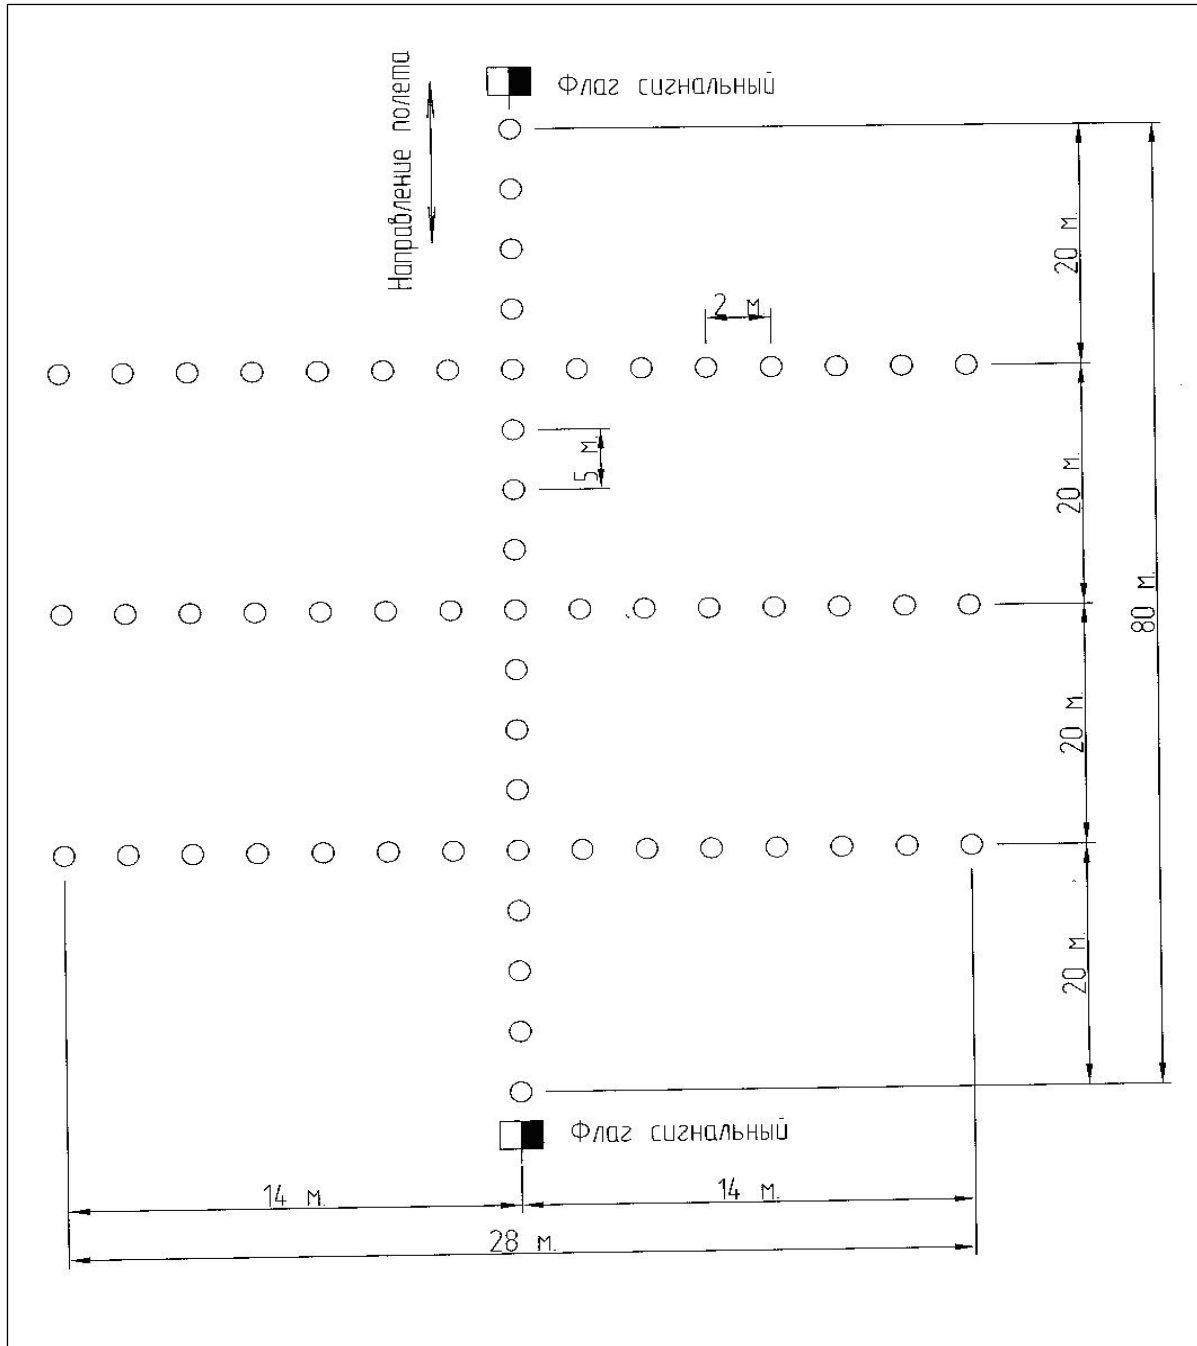 Флаг сигнальный
Направление полета
20 м.
2 м.
5 м.
20 м.
80 м.
20 м.
20 м.
Флаг сигнальный
14 м.
14 м.
28 м.